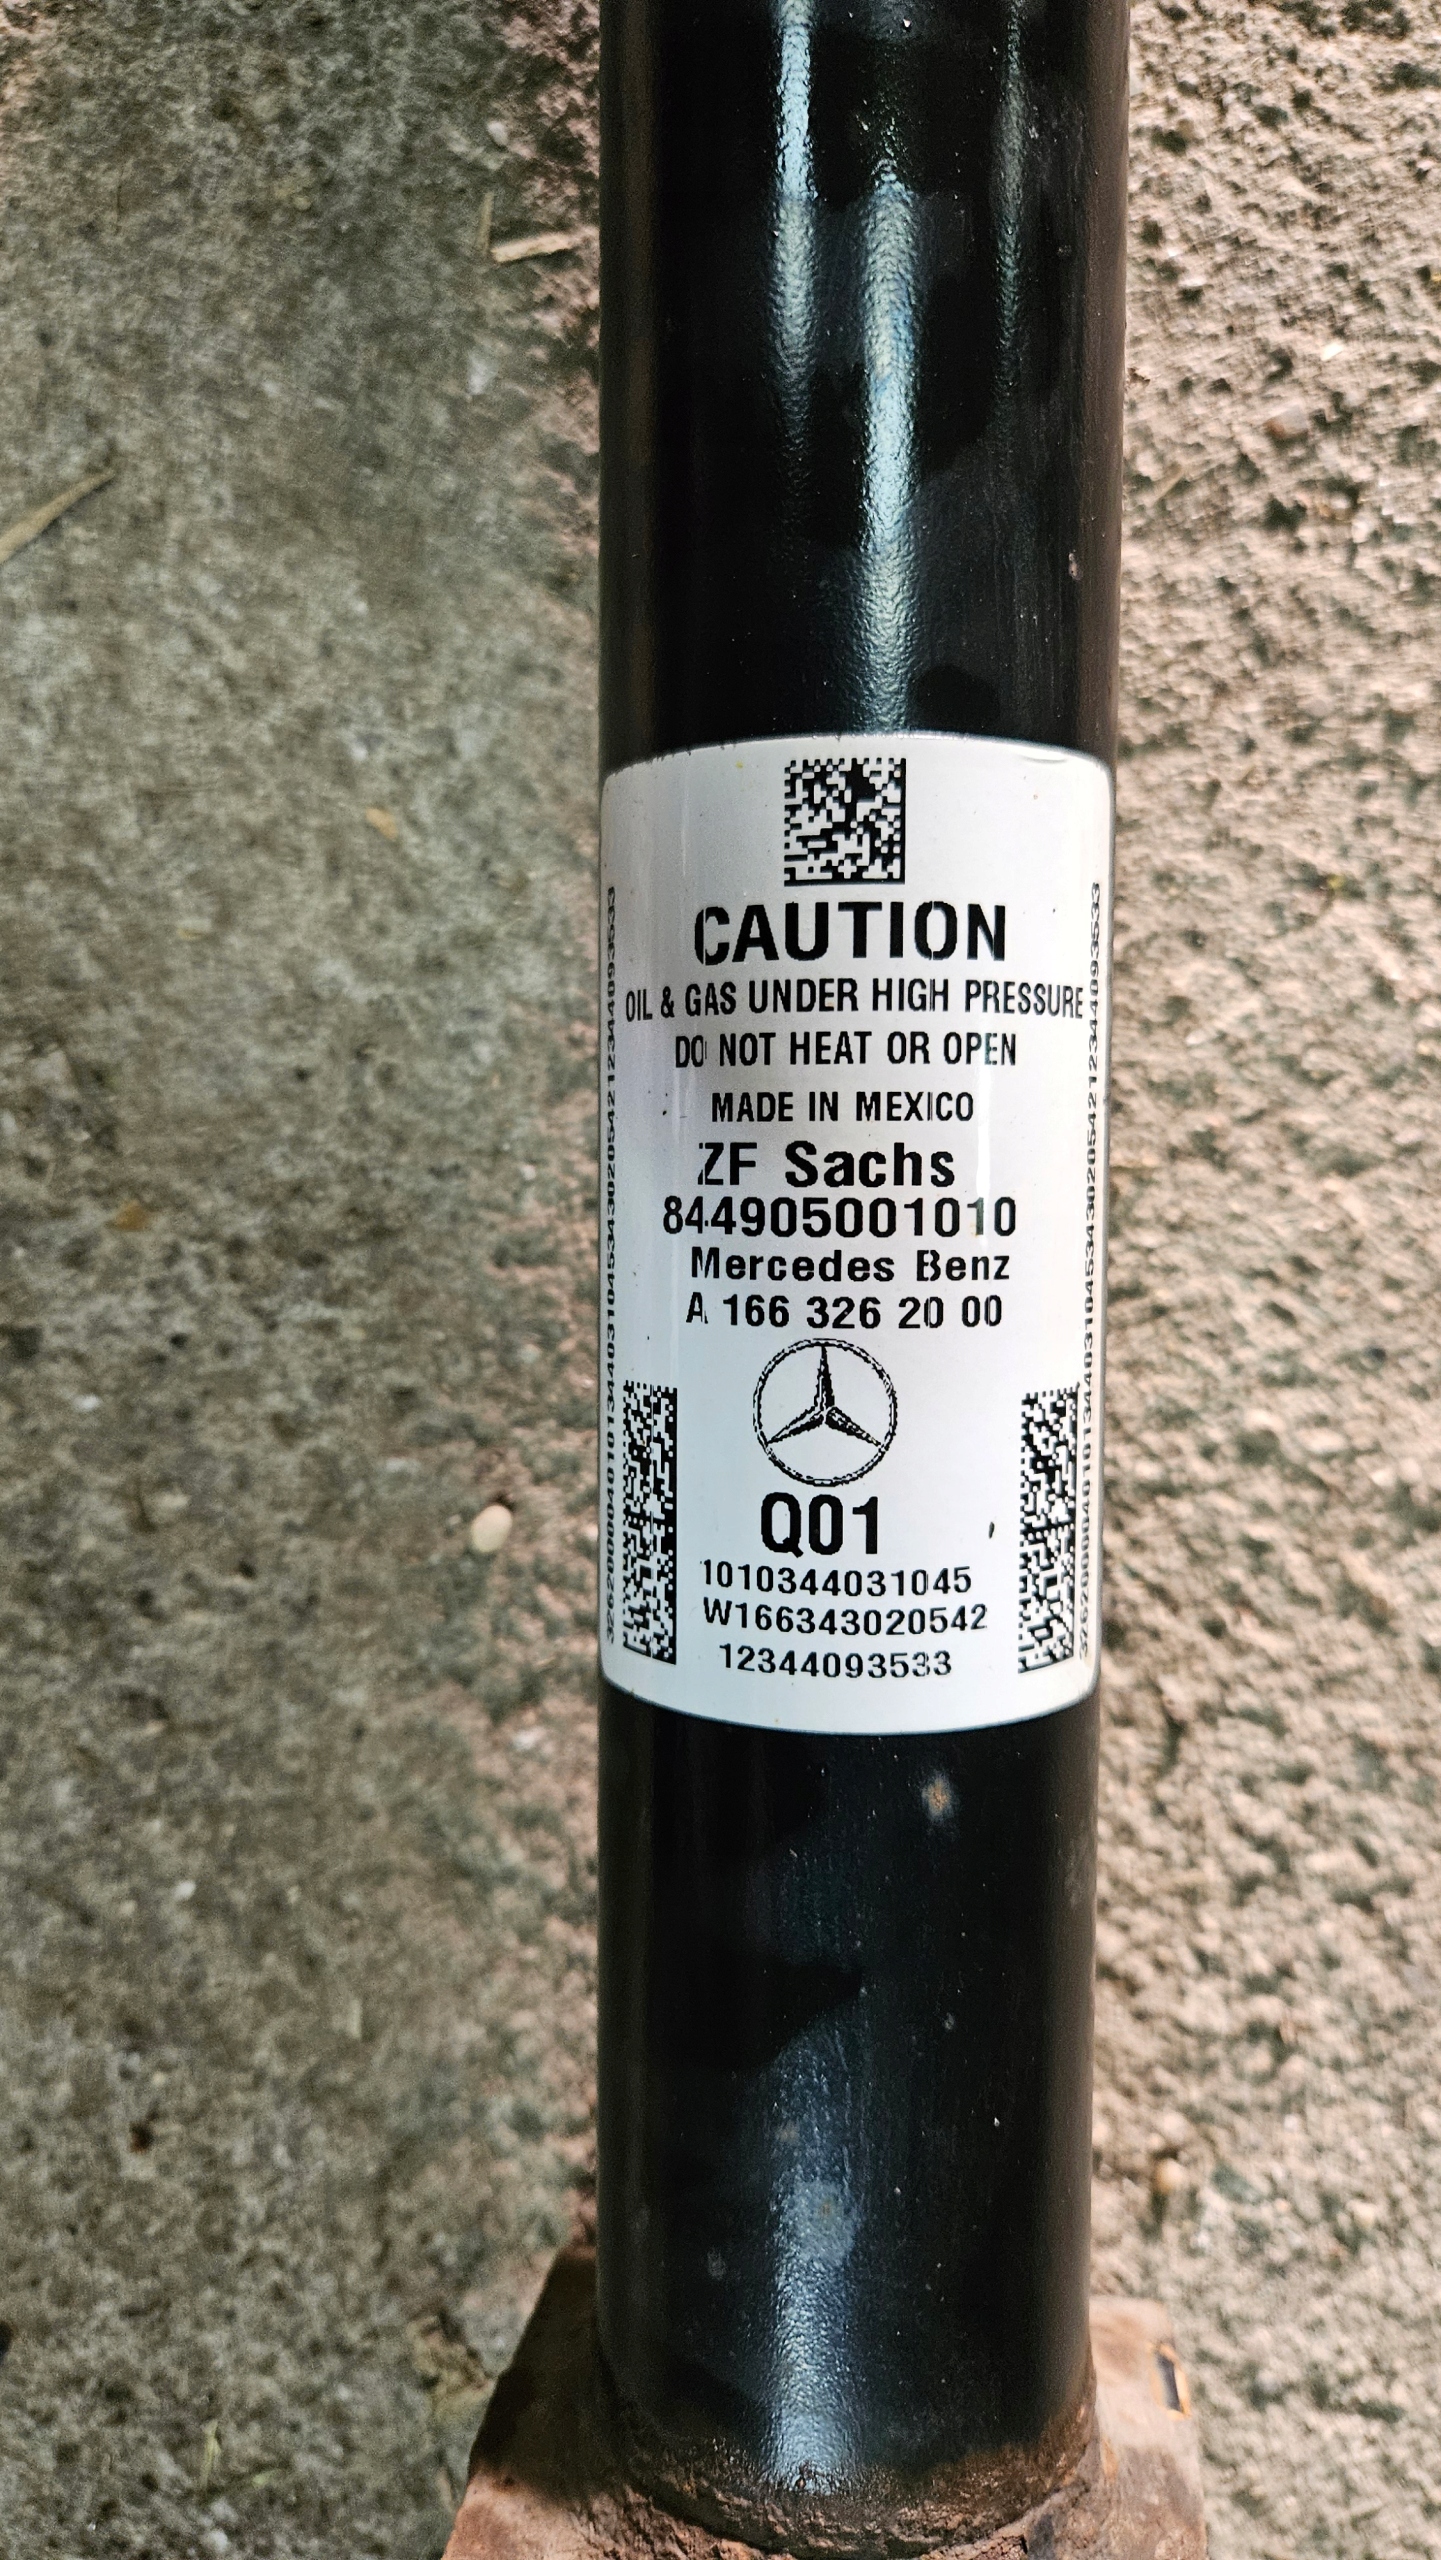 CAUTION
OIL & GAS UNDER HIGH PRESSURE
DO NOT HEAT OR OPEN
MADE IN MEXICO
ZF Sachs
844905001010
Mercedes Benz
A 166 326 20 00
Q01
1010344031045
W166343020542
12344093533